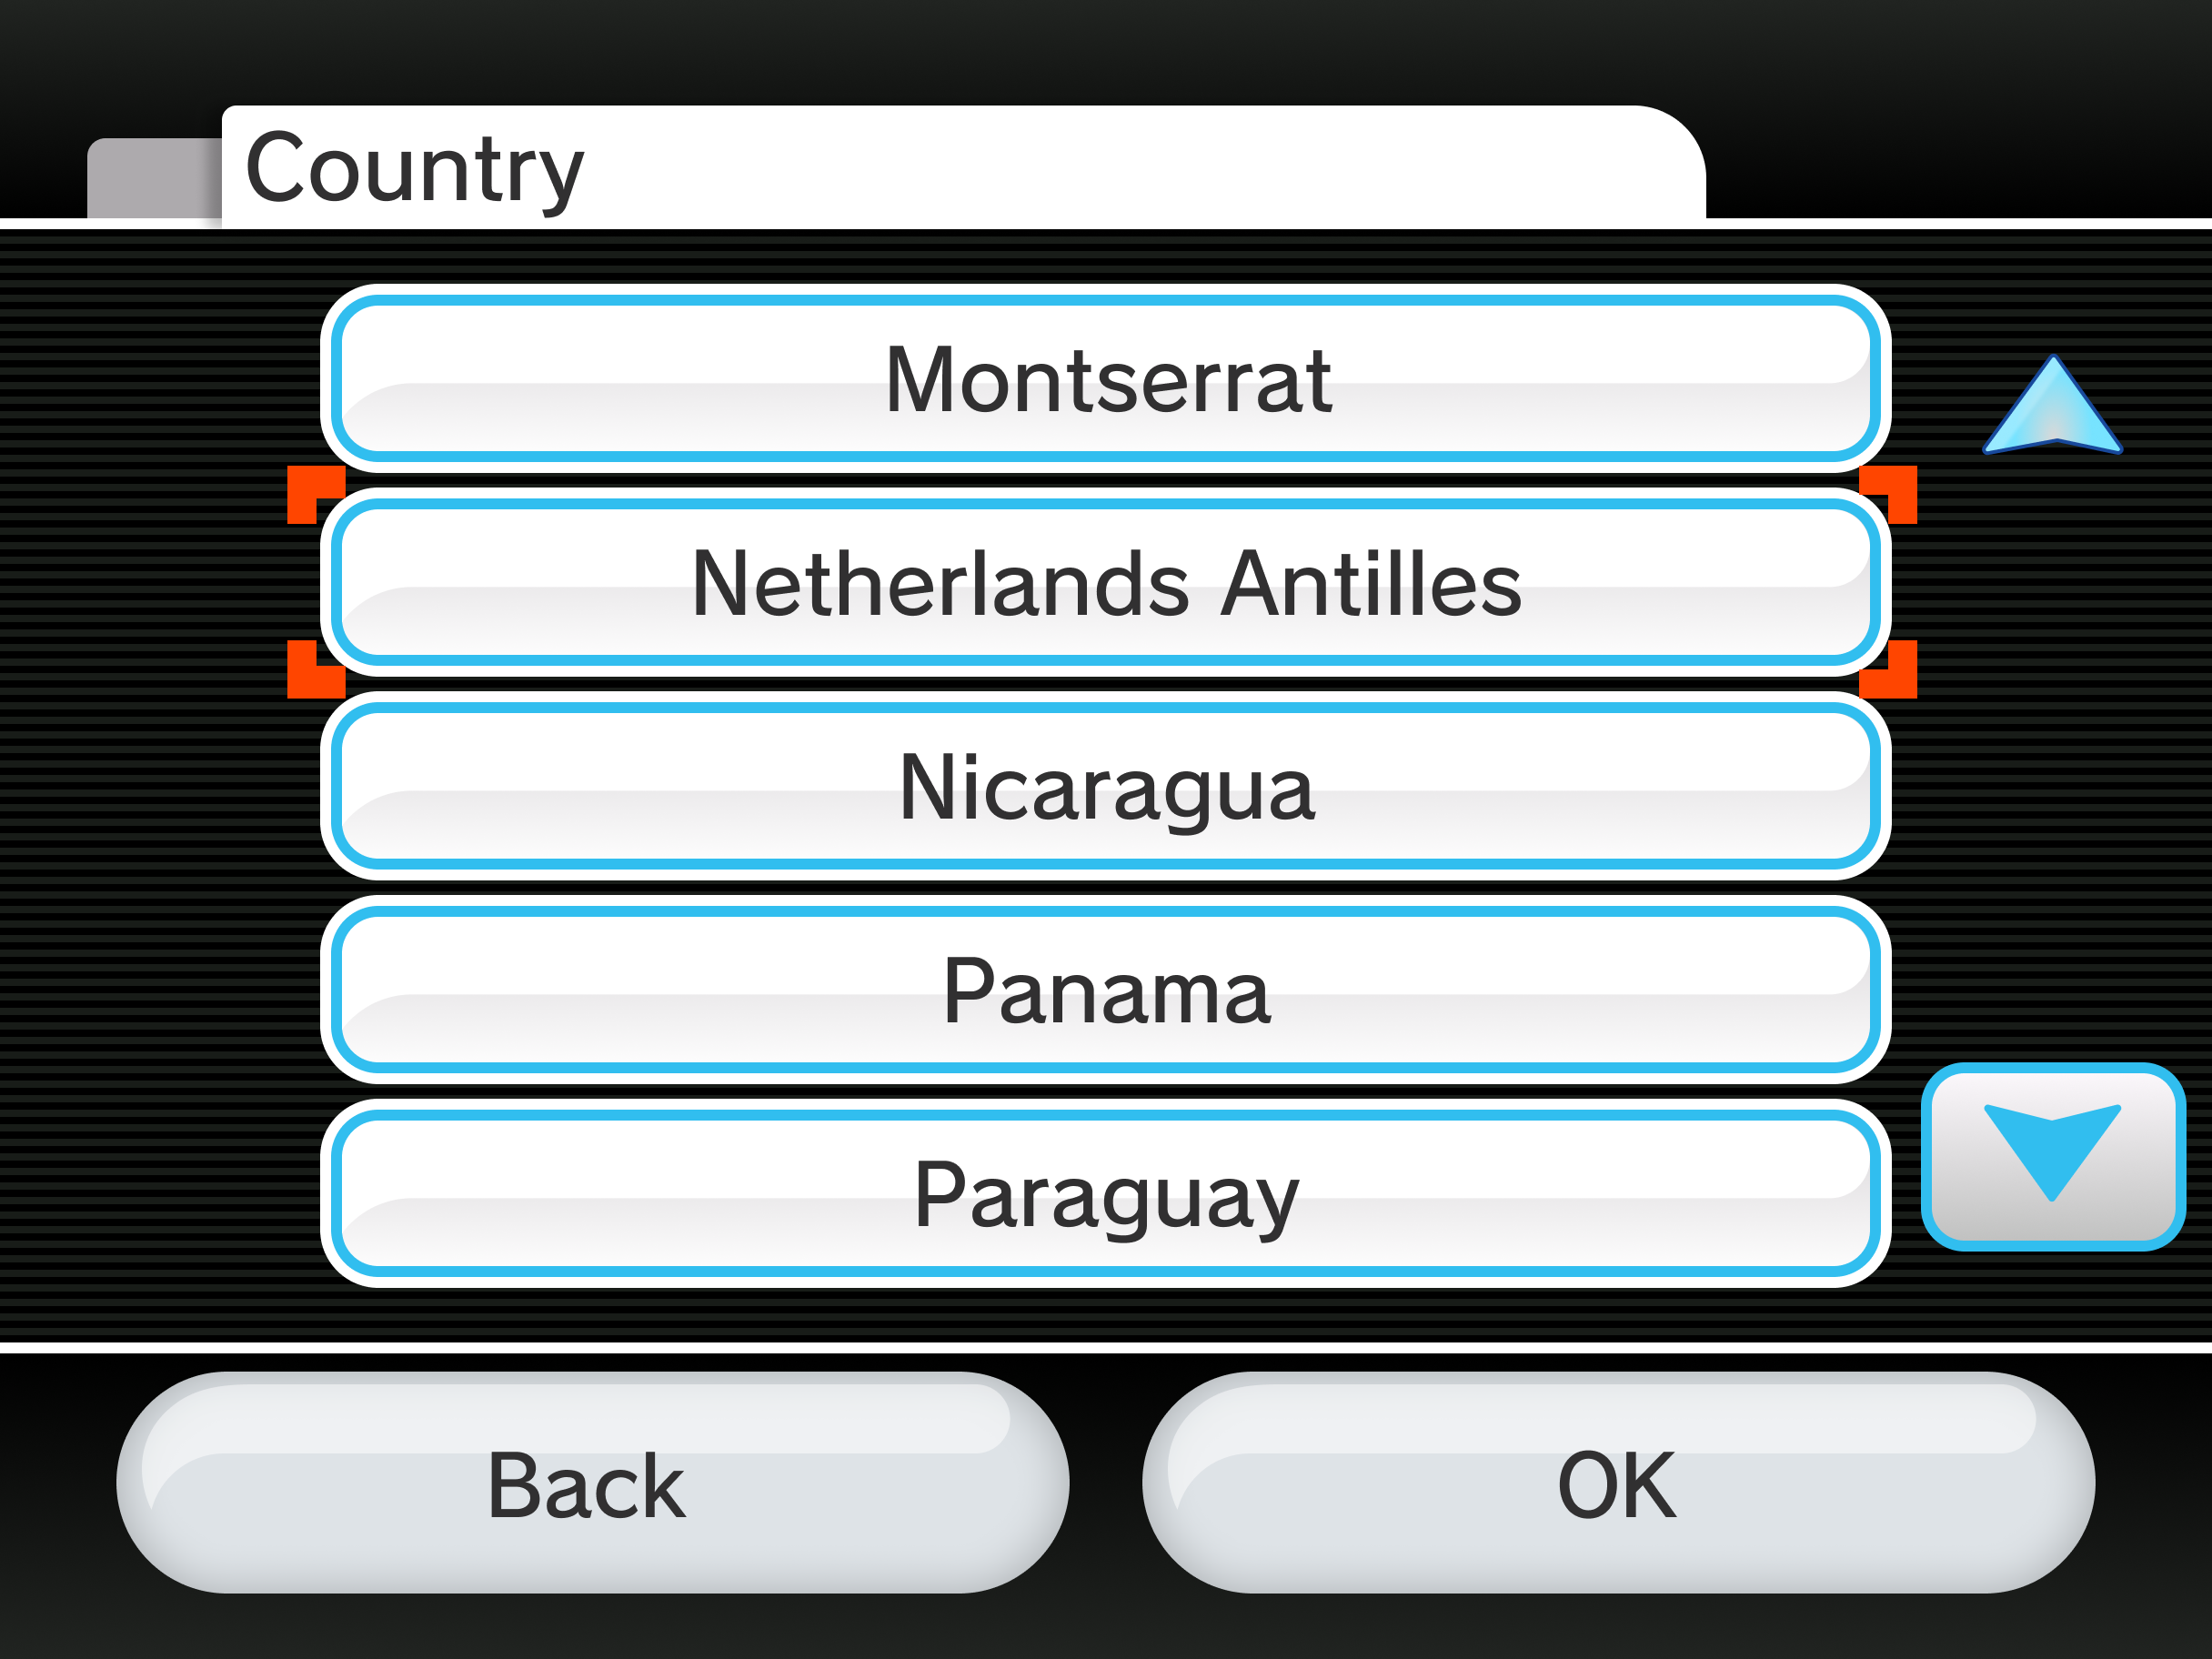 Country
Montserrat
Netherlands Antilles
Nicaragua
Panama
Paraguay
Back
OK